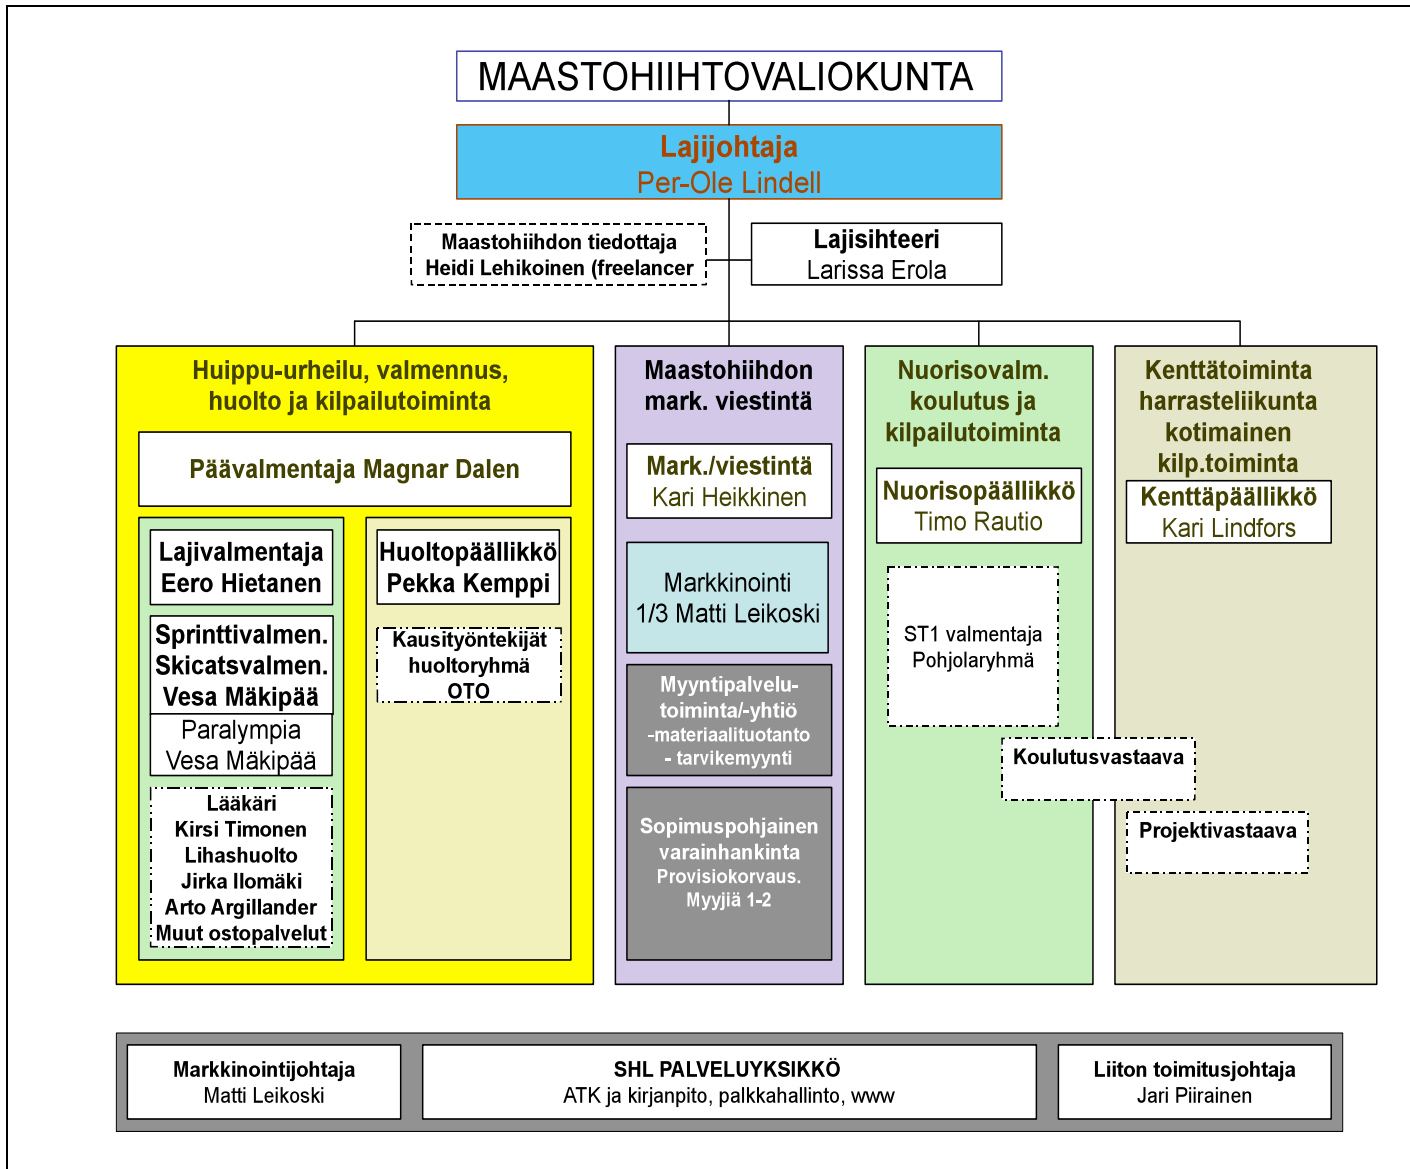 MAASTOHIIHTOVALIOKUNTA
Lajijohtaja
Per-Ole Lindell
Maastohiihdon tiedottaja
Heidi Lehikoinen (freelancer
Lajisihteeri
Larissa Erola
Huippu-urheilu, valmennus,
huolto ja kilpailutoiminta
Päävalmentaja Magnar Dalen
Lajivalmentaja
Eero Hietanen
Sprinttivalmen.
Skicatsvalmen.
Vesa Mäkipää
Paralympia
Vesa Mäkipää
Lääkäri
Kirsi Timonen
Lihashuolto
Jirka Ilomäki
Arto Argillander
Muut ostopalvelut
Huoltopäällikkö
Pekka Kemppi
Kausityöntekijät
huoltoryhmä
OTO
Maastohiihdon
mark. viestintä
Mark./viestintä
Kari Heikkinen
Markkinointi
1/3 Matti Leikoski
Myyntipalvelu-
toiminta/-yhtiö
-materiaalituotanto
- tarvikemyynti
Sopimuspohjainen
varainhankinta
Provisiokorvaus.
Myyjiä 1-2
Nuorisovalm.
koulutus ja
kilpailutoiminta
Nuorisopäällikkö
Timo Rautio
ST1 valmentaja
Pohjolaryhmä
Koulutusvastaava
Kenttätoiminta
harrasteliikunta
kotimainen
kilp.toiminta
Kenttäpäällikkö
Kari Lindfors
Projektivastaava
Markkinointijohtaja
Matti Leikoski
SHL PALVELUYKSIKKÖ
ATK ja kirjanpito, palkkahallinto, www
Liiton toimitusjohtaja
Jari Piirainen